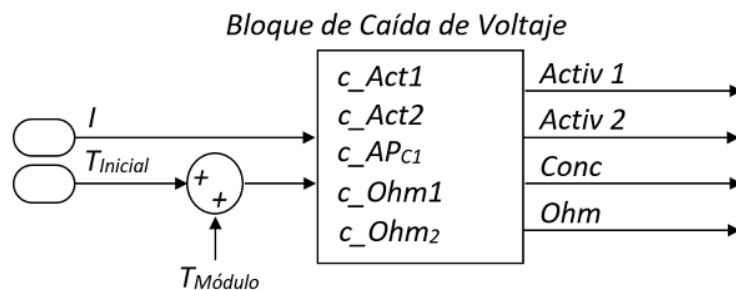 Bloque de Caída de Voltaje
c_Act1
c_Act2
c_APC1
c_Ohm1
c_Ohm2
I
TInicial
+
+
TMódulo
Activ 1
Activ 2
Conc
Ohm